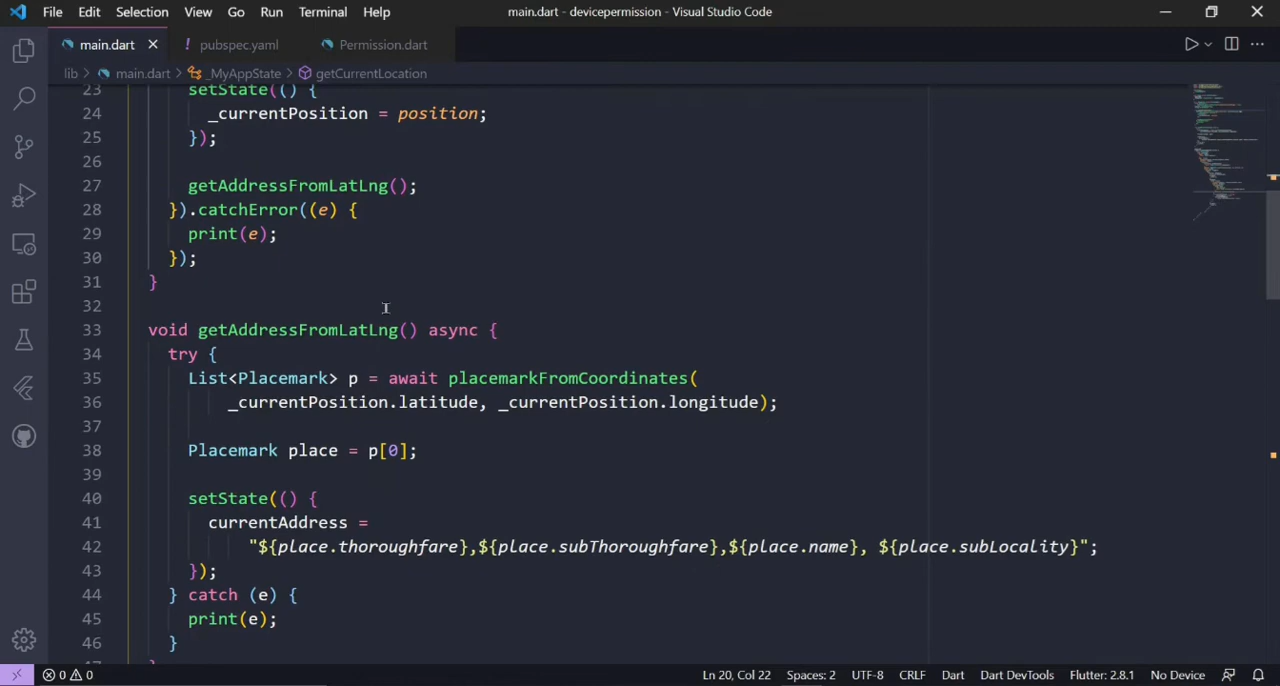 File Edit Selection View Go Run Terminal Help main.dart - devicepermission - Visual Studio Code
main.dart ! pubspec.yaml Permission.dart
lib > main.dart > _MyAppState > getCurrentLocation
23 setState(() {
24 _currentPosition = position;
25 });
26
27 getAddressFromLatLng();
28 }).catchError((e) {
29 print(e);
30 });
31 }
32
33 void getAddressFromLatLng() async {
34 try {
35 List<Placemark> p = await placemarkFromCoordinates(
36 _currentPosition.latitude, _currentPosition.longitude);
37
38 Placemark place = p[0];
39
40 setState(() {
41 currentAddress =
42 "${place.thoroughfare},${place.subThoroughfare},${place.name}, ${place.subLocality}";
43 });
44 } catch (e) {
45 print(e);
46 }
0 0 Ln 20, Col 22 Spaces: 2 UTF-8 CRLF Dart Dart DevTools Flutter: 2.8.1 No Device